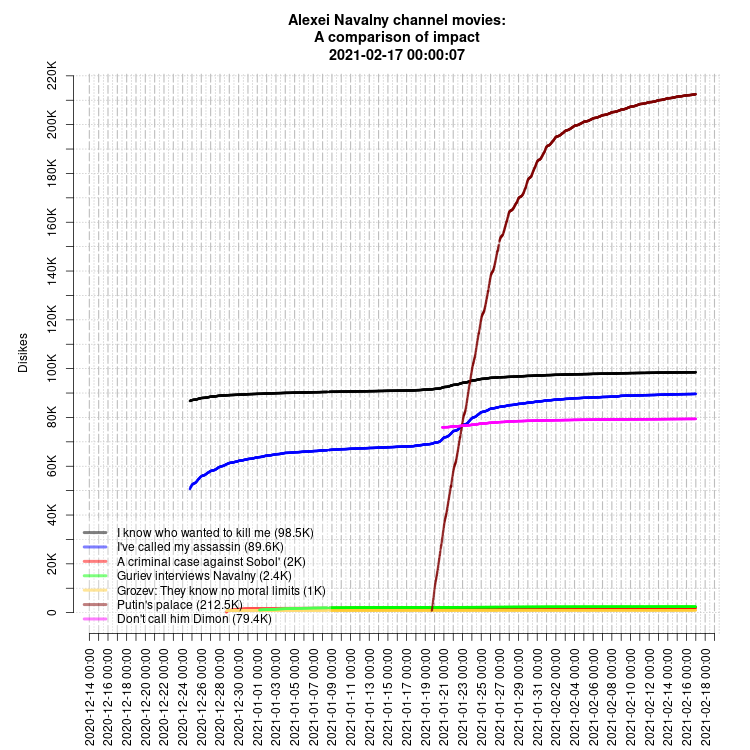 Alexei Navalny channel movies:
A comparison of impact
2021-02-17 00:00:07
Disikes
220K
200K
180K
160K
140K
120K
100K
80K
60K
40K
20K
0
I know who wanted to kill me (98.5K)
I've called my assassin (89.6K)
A criminal case against Sobol' (2K)
Guriev interviews Navalny (2.4K)
Grozev: They know no moral limits (1K)
Putin's palace (212.5K)
Don't call him Dimon (79.4K)
2020-12-14 00:00
2020-12-16 00:00
2020-12-18 00:00
2020-12-20 00:00
2020-12-22 00:00
2020-12-24 00:00
2020-12-26 00:00
2020-12-28 00:00
2020-12-30 00:00
2021-01-01 00:00
2021-01-03 00:00
2021-01-05 00:00
2021-01-07 00:00
2021-01-09 00:00
2021-01-11 00:00
2021-01-13 00:00
2021-01-15 00:00
2021-01-17 00:00
2021-01-19 00:00
2021-01-21 00:00
2021-01-23 00:00
2021-01-25 00:00
2021-01-27 00:00
2021-01-29 00:00
2021-01-31 00:00
2021-02-02 00:00
2021-02-04 00:00
2021-02-06 00:00
2021-02-08 00:00
2021-02-10 00:00
2021-02-12 00:00
2021-02-14 00:00
2021-02-16 00:00
2021-02-18 00:00